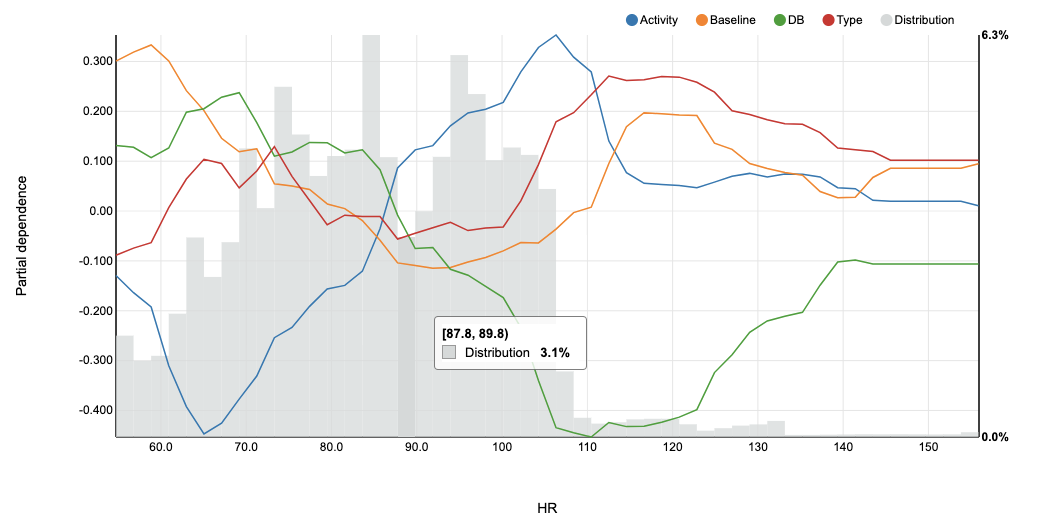 Activity Baseline DB Type Distribution
6.3%
0.300
0.200
0.100
0.00
-0.100
-0.200
-0.300
-0.400
Partial dependence
[87.8, 89.8)
Distribution 3.1%
0.0%
60.0 70.0 80.0 90.0 100 110 120 130 140 150
HR